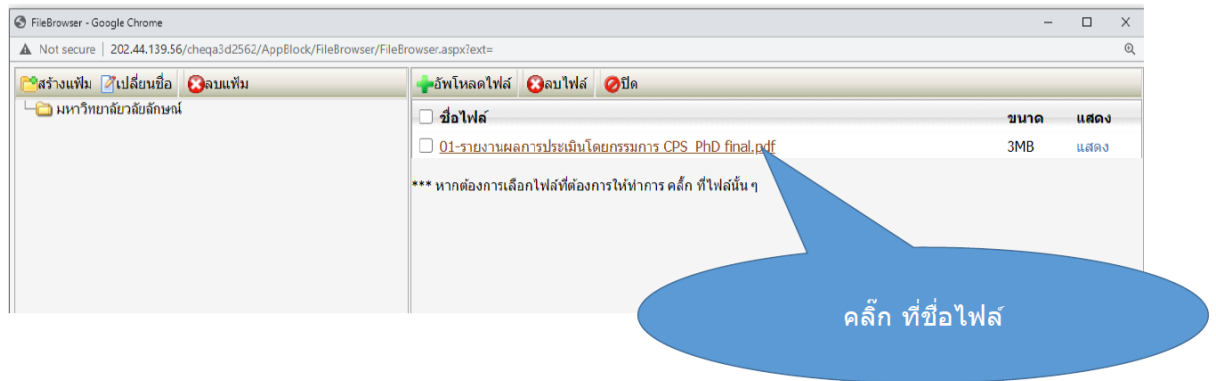 FileBrowser - Google Chrome
Not secure | 202.44.139.56/cheqa3d2562/AppBlock/FileBrowser/FileBrowser.aspx?ext=
สร้างแฟ้ม เปลี่ยนชื่อ ลบแฟ้ม
อัพโหลดไฟล์ ลบไฟล์ ปิด
มหาวิทยาลัยวลัยลักษณ์
ชื่อไฟล์ ขนาด แสดง
01-รายงานผลการประเมินโดยกรรมการ CPS PhD final.pdf 3MB แสดง
*** หากต้องการเลือกไฟล์ที่ต้องการให้ทำการ คลิ้ก ที่ไฟล์นั้น ๆ
คลิ๊ก ที่ชื่อไฟล์